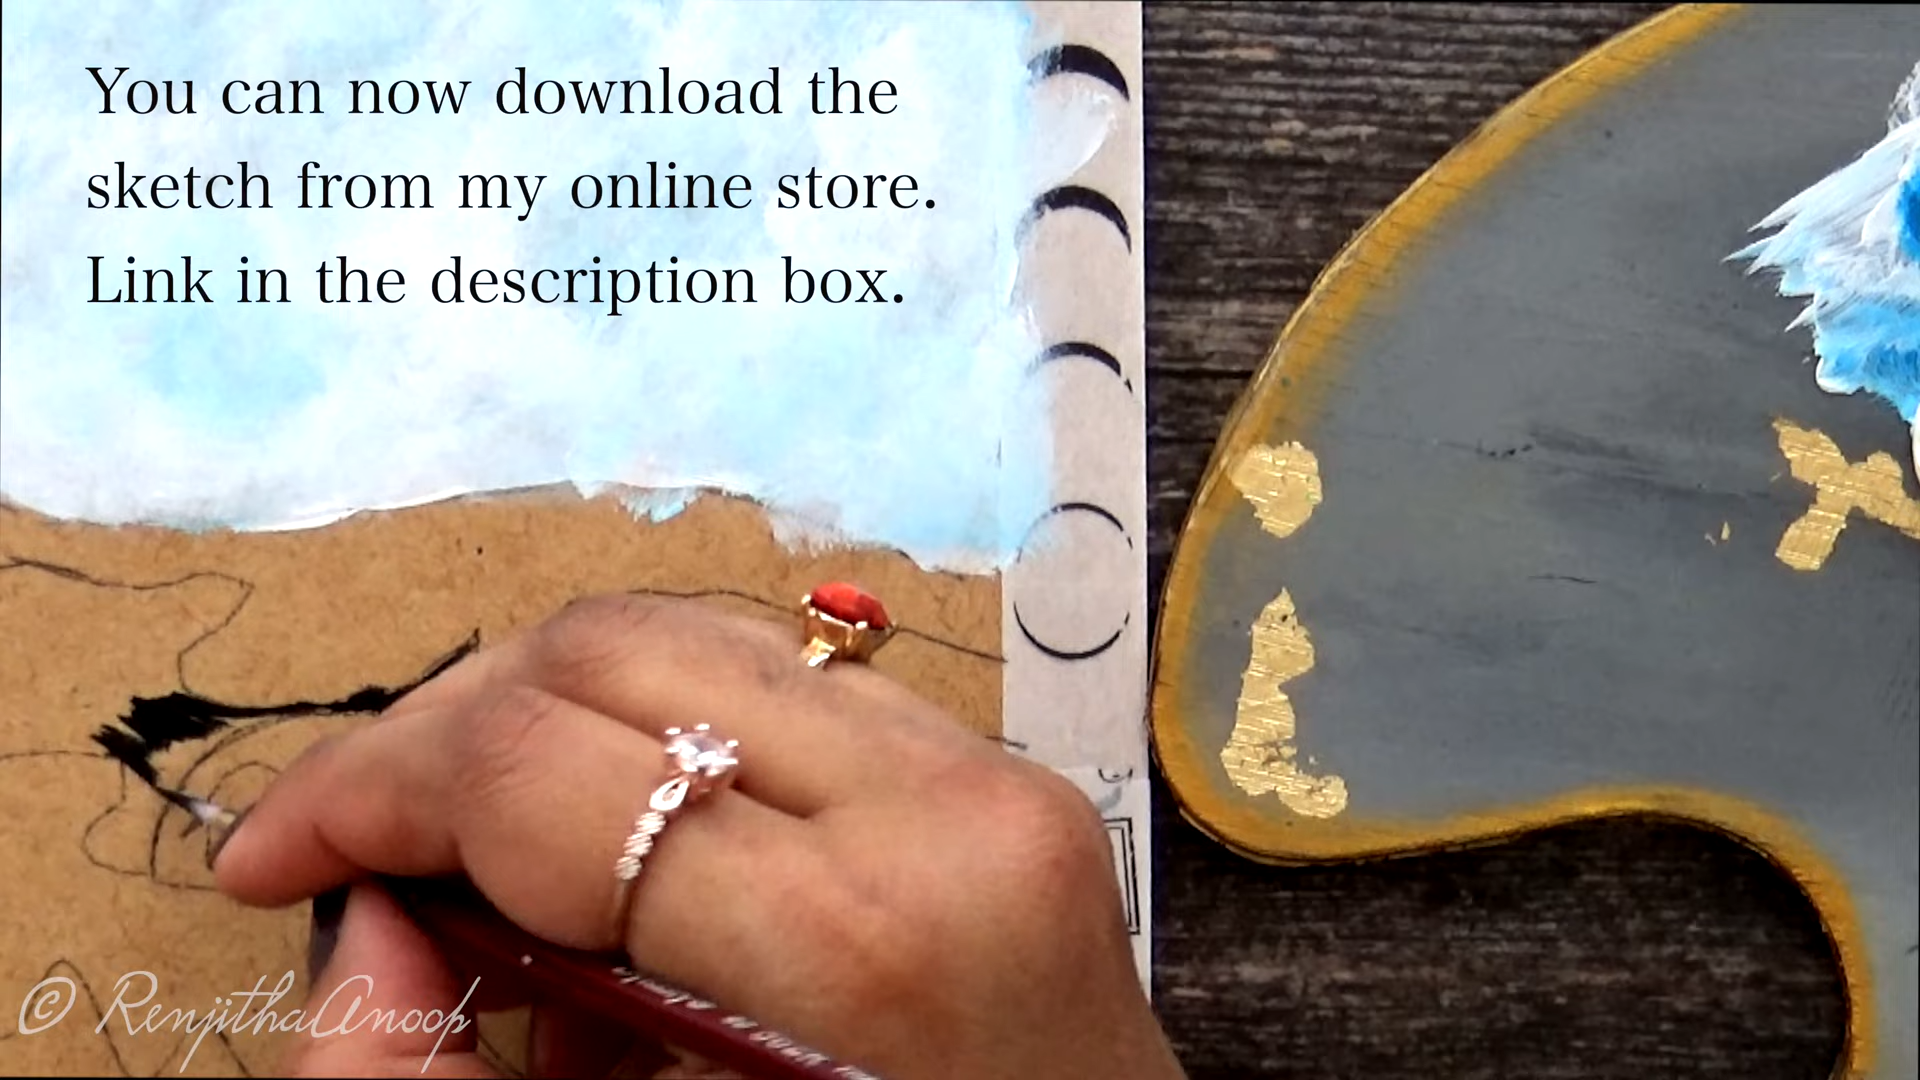 You can now download the
sketch from my online store.
Link in the description box.
© RenjithaAnoop